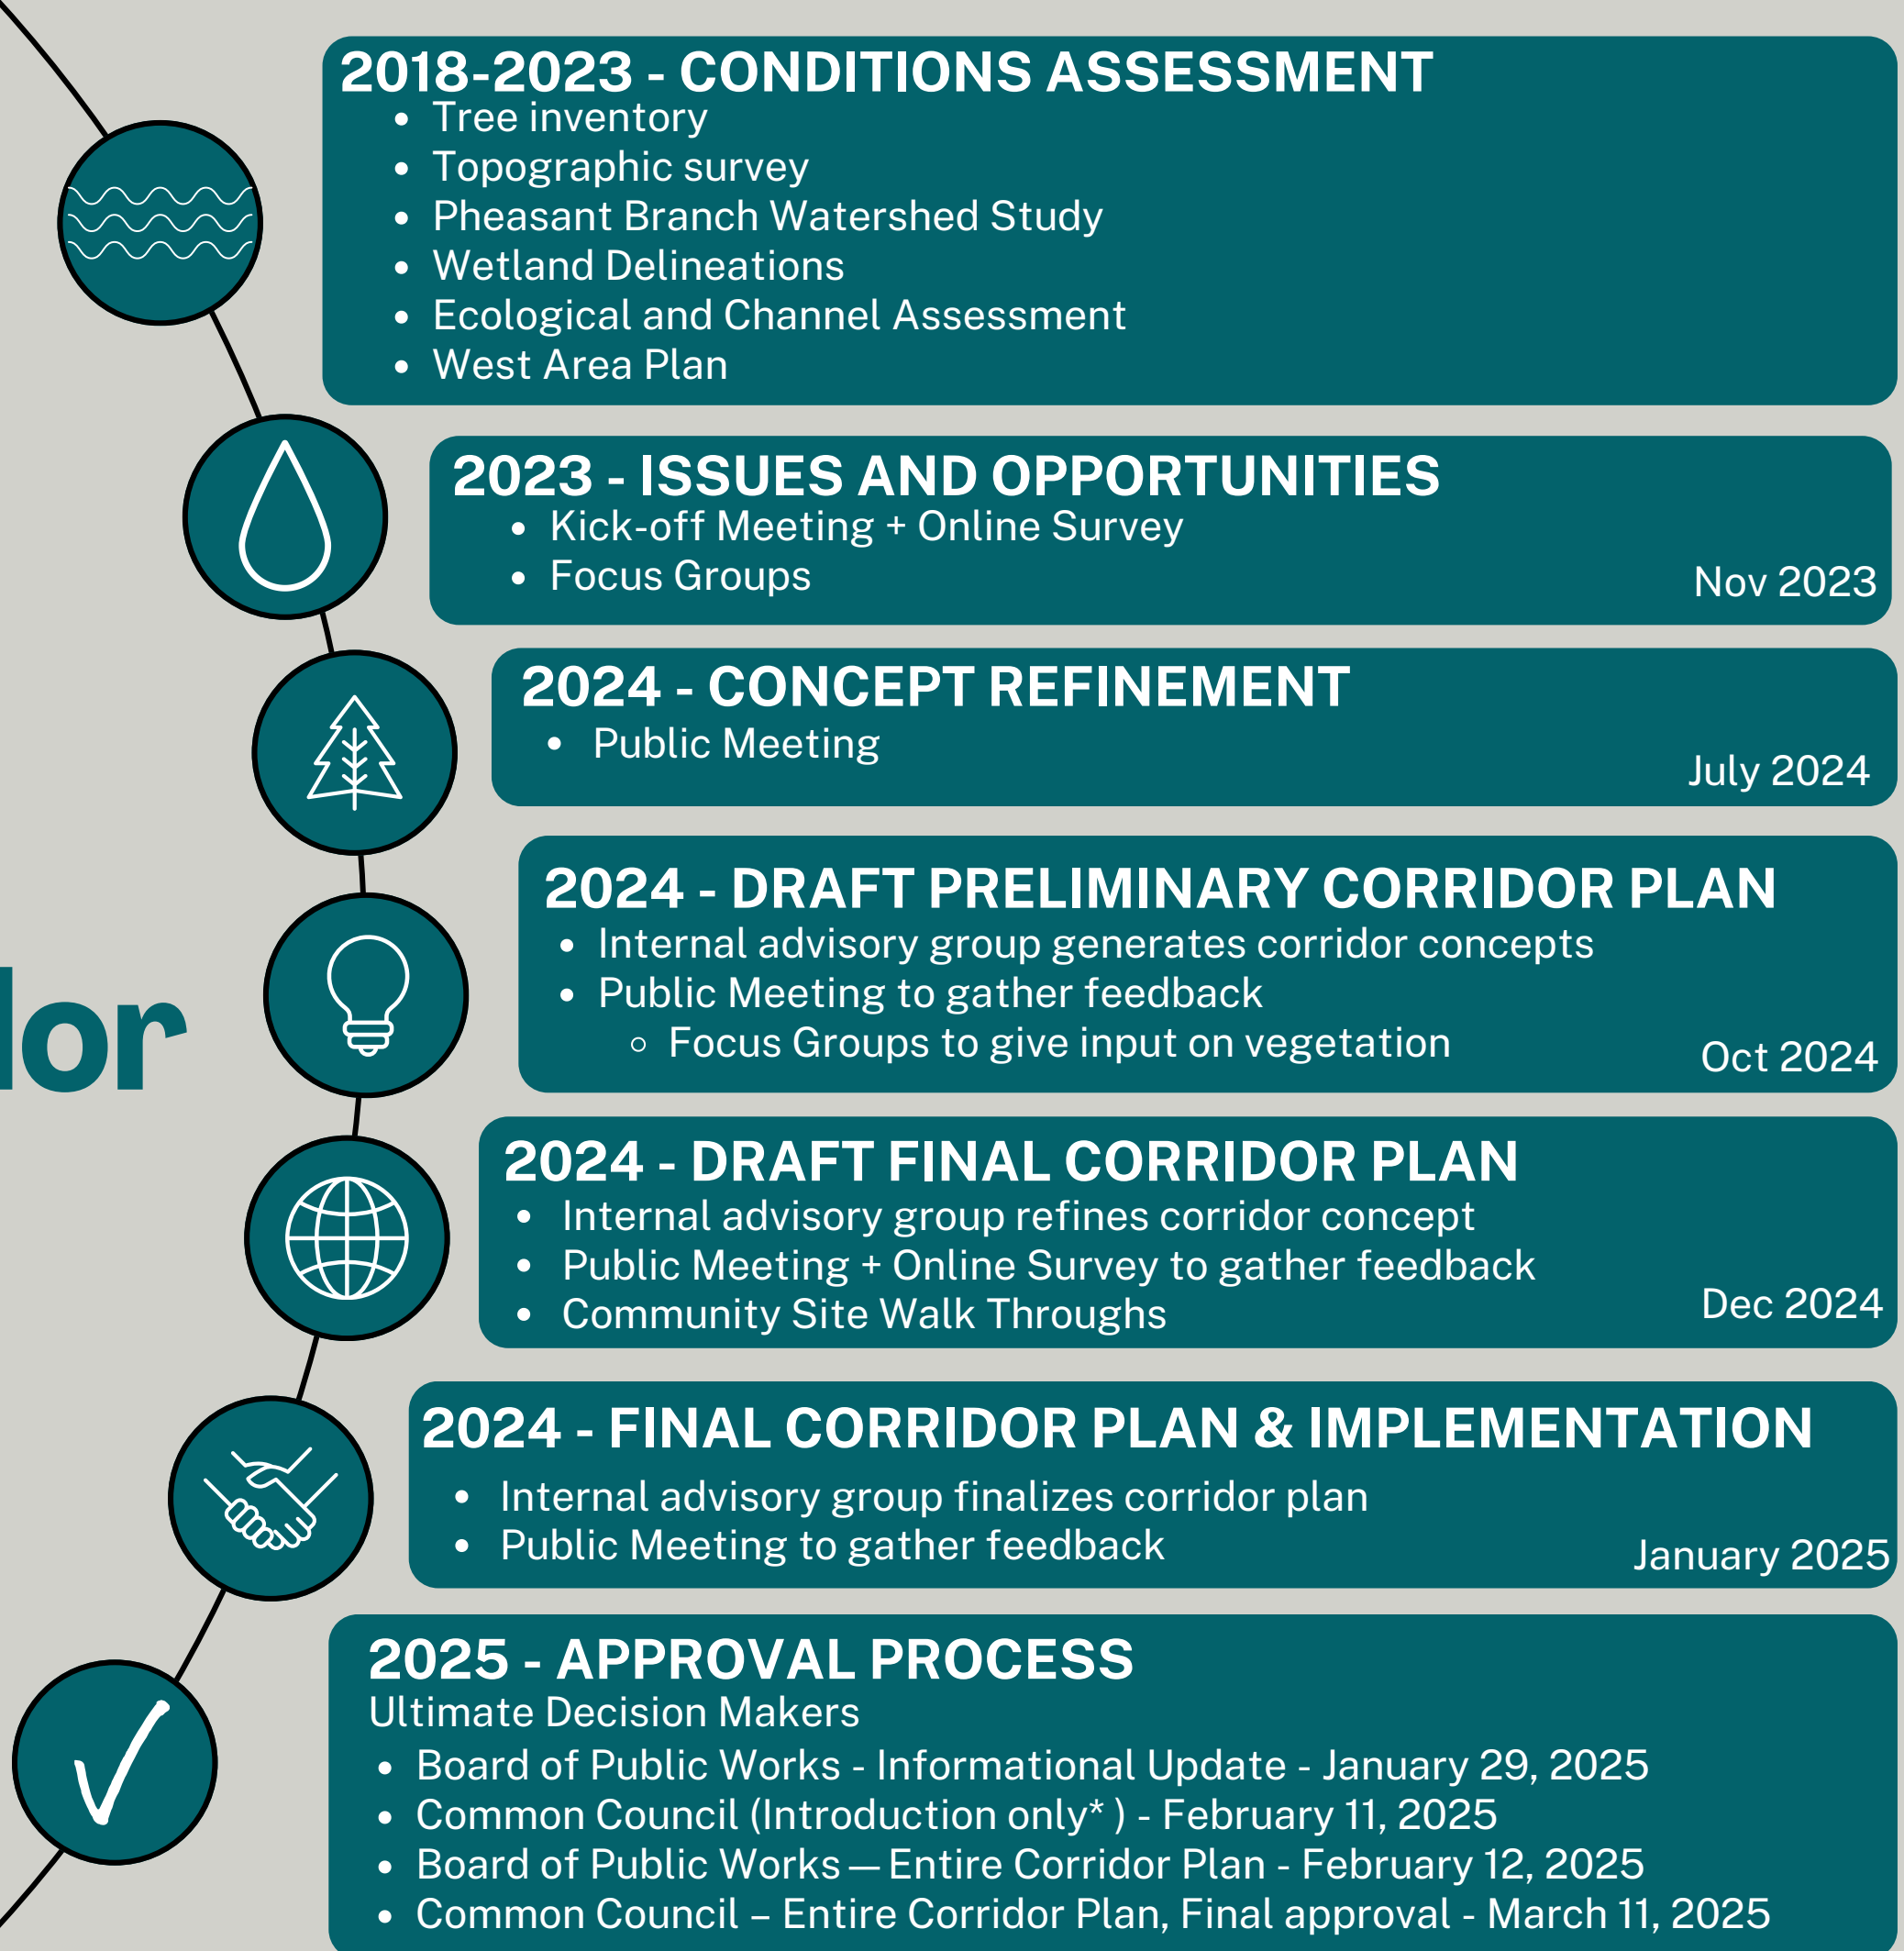 2018-2023 - CONDITIONS ASSESSMENT
• Tree inventory
• Topographic survey
• Pheasant Branch Watershed Study
• Wetland Delineations
• Ecological and Channel Assessment
• West Area Plan
2023 - ISSUES AND OPPORTUNITIES
• Kick-off Meeting + Online Survey
• Focus Groups
Nov 2023
2024 - CONCEPT REFINEMENT
• Public Meeting
July 2024
2024 - DRAFT PRELIMINARY CORRIDOR PLAN
• Internal advisory group generates corridor concepts
• Public Meeting to gather feedback
◦ Focus Groups to give input on vegetation
Oct 2024
dor
2024 - DRAFT FINAL CORRIDOR PLAN
• Internal advisory group refines corridor concept
• Public Meeting + Online Survey to gather feedback
• Community Site Walk Throughs
Dec 2024
2024 - FINAL CORRIDOR PLAN & IMPLEMENTATION
• Internal advisory group finalizes corridor plan
• Public Meeting to gather feedback
January 2025
2025 - APPROVAL PROCESS
Ultimate Decision Makers
• Board of Public Works - Informational Update - January 29, 2025
• Common Council (Introduction only* ) - February 11, 2025
• Board of Public Works — Entire Corridor Plan - February 12, 2025
• Common Council – Entire Corridor Plan, Final approval - March 11, 2025